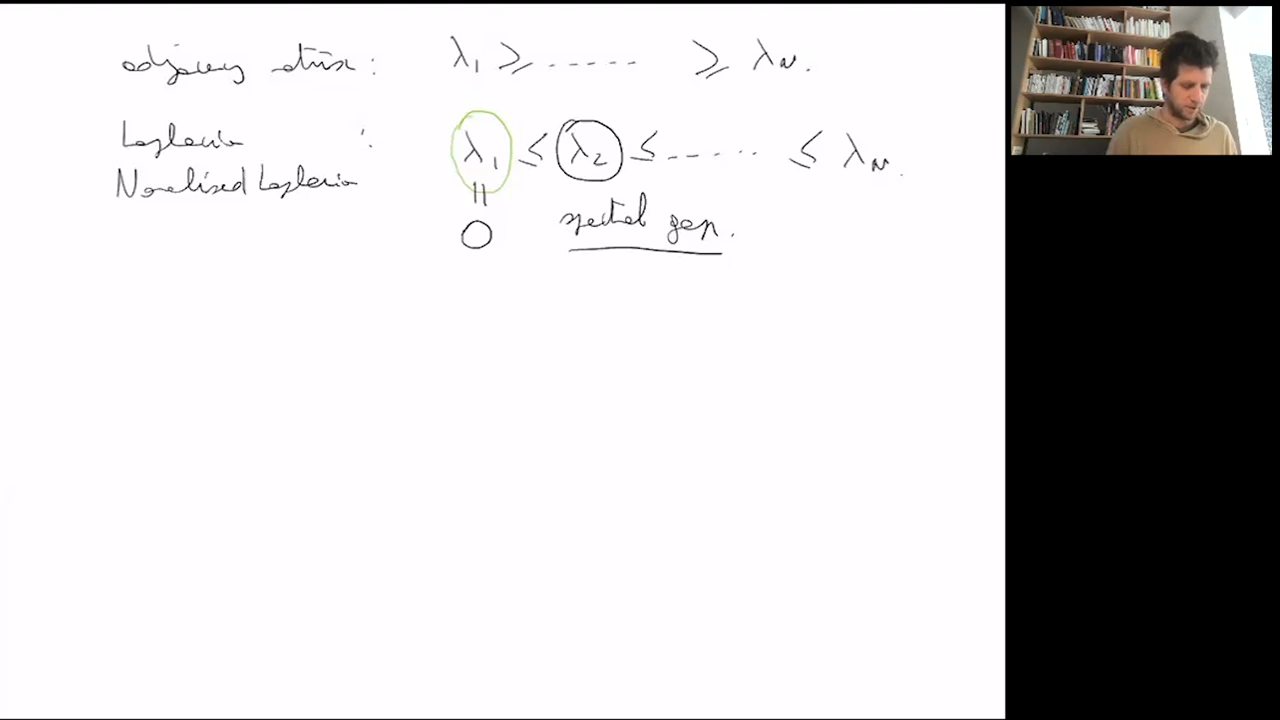 adjacency matrix : λ₁ ≥ ------ ≥ λN.
Laplacian : λ₁ ≤ λ₂ ≤ ------ ≤ λN.
Normalised Laplacian
||
0 spectral gap.